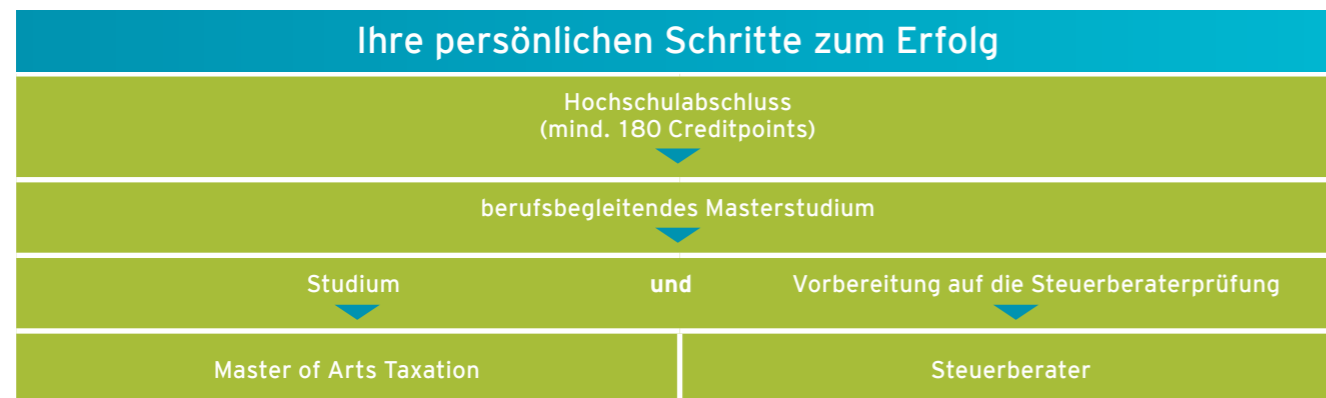 Ihre persönlichen Schritte zum Erfolg
Hochschulabschluss
(mind. 180 Creditpoints)
berufsbegleitendes Masterstudium
Studium und Vorbereitung auf die Steuerberaterprüfung
Master of Arts Taxation Steuerberater